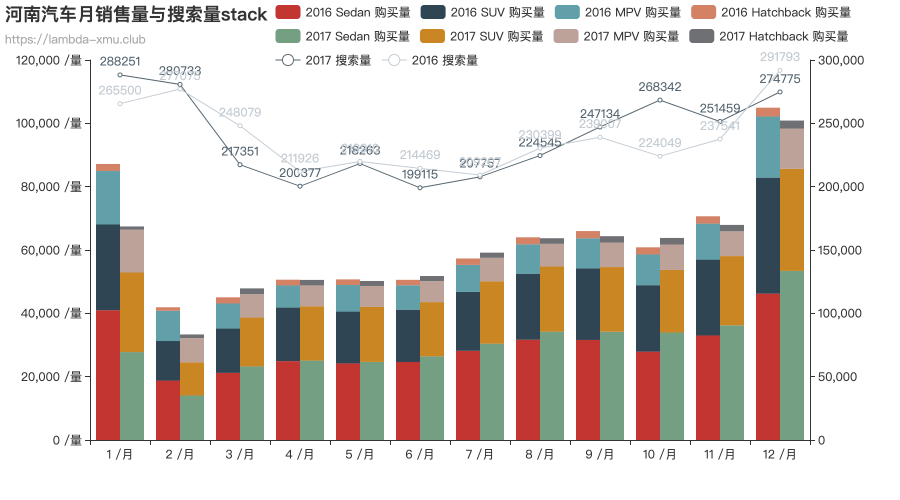 河南汽车月销售量与搜索量stack
https://lambda-xmu.club
2016 Sedan 购买量 2016 SUV 购买量 2016 MPV 购买量 2016 Hatchback 购买量
2017 Sedan 购买量 2017 SUV 购买量 2017 MPV 购买量 2017 Hatchback 购买量
2017 搜索量 2016 搜索量
120,000 /量
100,000 /量
80,000 /量
60,000 /量
40,000 /量
20,000 /量
0 /量
300,000
250,000
200,000
150,000
100,000
50,000
0
288251
280733
217351
200377
218263
199115
207757
224545
247134
268342
251459
274775
265500
277075
248079
211926
214469
230399
224049
237541
291793
1 /月 2 /月 3 /月 4 /月 5 /月 6 /月 7 /月 8 /月 9 /月 10 /月 11 /月 12 /月